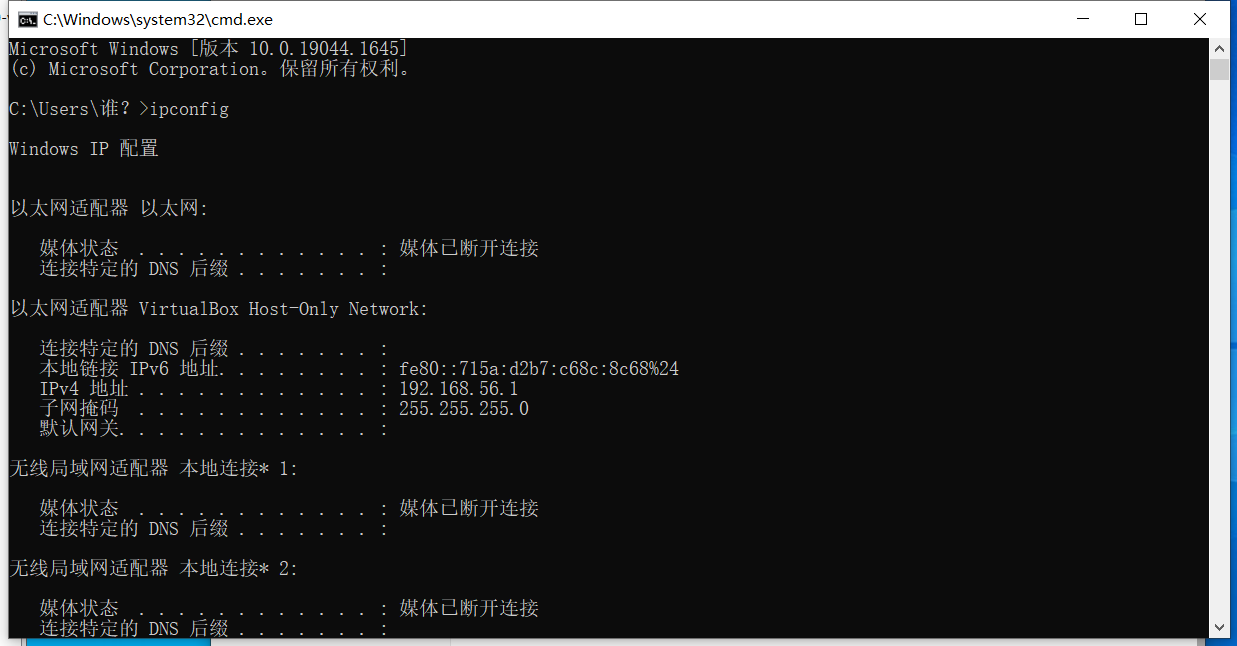 C:\Windows\system32\cmd.exe
Microsoft Windows [版本 10.0.19044.1645]
(c) Microsoft Corporation。保留所有权利。
C:\Users\谁？>ipconfig
Windows IP 配置
以太网适配器 以太网:
媒体状态  . . . . . . . . . . . . : 媒体已断开连接
连接特定的 DNS 后缀 . . . . . . . :
以太网适配器 VirtualBox Host-Only Network:
连接特定的 DNS 后缀 . . . . . . . :
本地链接 IPv6 地址. . . . . . . . : fe80::715a:d2b7:c68c:8c68%24
IPv4 地址 . . . . . . . . . . . . : 192.168.56.1
子网掩码  . . . . . . . . . . . . : 255.255.255.0
默认网关. . . . . . . . . . . . . :
无线局域网适配器 本地连接* 1:
媒体状态  . . . . . . . . . . . . : 媒体已断开连接
连接特定的 DNS 后缀 . . . . . . . :
无线局域网适配器 本地连接* 2:
媒体状态  . . . . . . . . . . . . : 媒体已断开连接
连接特定的 DNS 后缀 . . . . . . . :